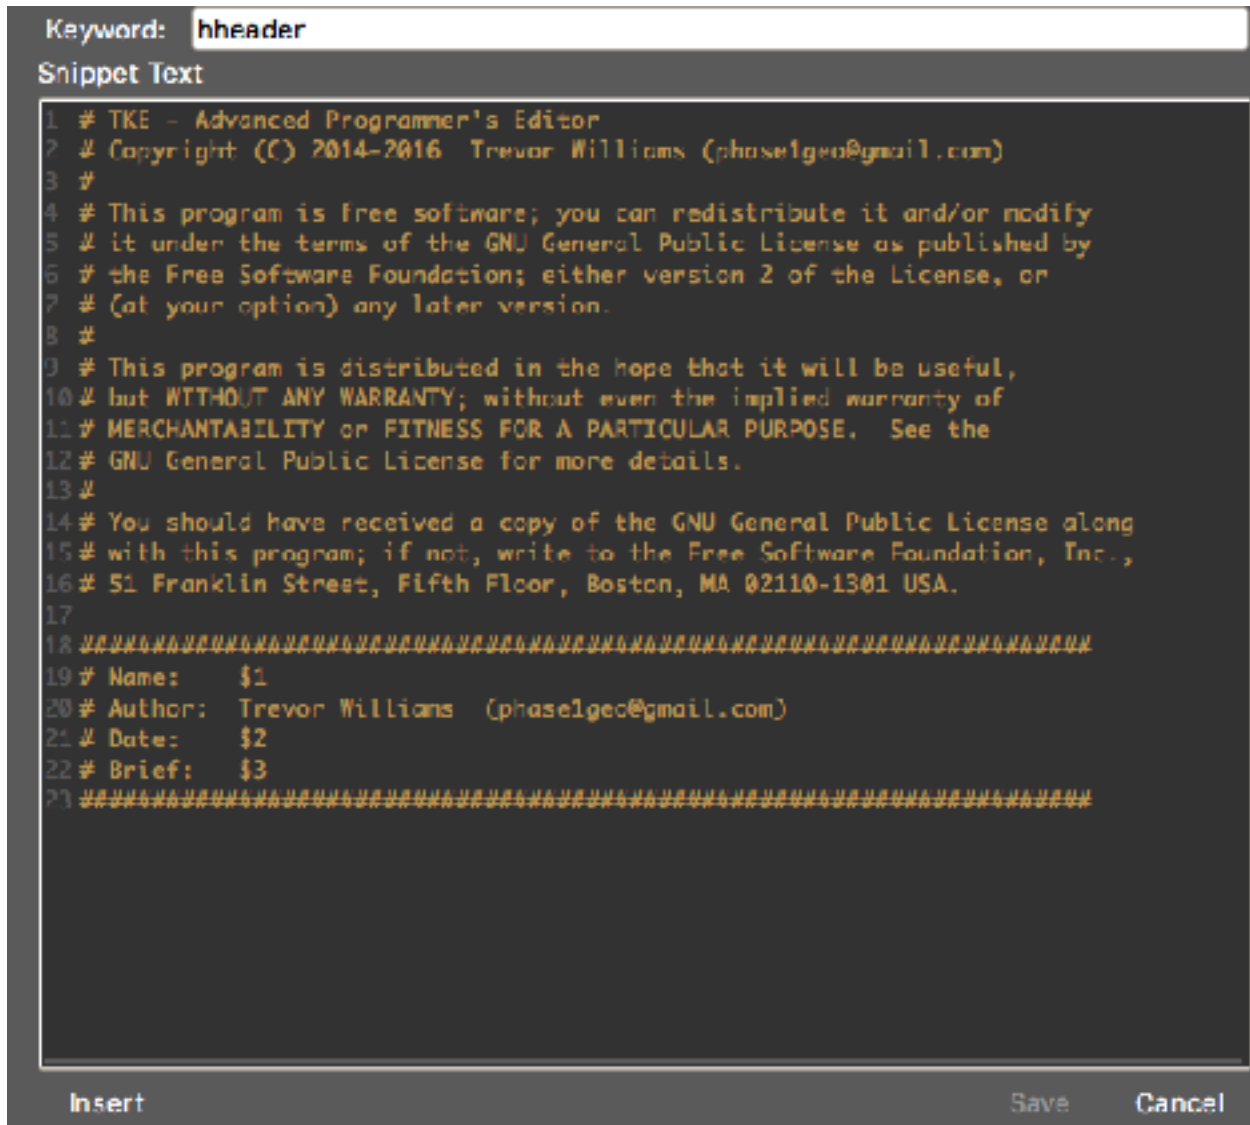 Keyword: hheader
Snippet Text
1 # TKE - Advanced Programmer's Editor
2 # Copyright (C) 2014-2016  Trevor Williams (phase1geo@gmail.com)
3 #
4 # This program is free software; you can redistribute it and/or modify
5 # it under the terms of the GNU General Public License as published by
6 # the Free Software Foundation; either version 2 of the License, or
7 # (at your option) any later version.
8 #
9 # This program is distributed in the hope that it will be useful,
10 # but WITHOUT ANY WARRANTY; without even the implied warranty of
11 # MERCHANTABILITY or FITNESS FOR A PARTICULAR PURPOSE.  See the
12 # GNU General Public License for more details.
13 #
14 # You should have received a copy of the GNU General Public License along
15 # with this program; if not, write to the Free Software Foundation, Inc.,
16 # 51 Franklin Street, Fifth Floor, Boston, MA 02110-1301 USA.
17
18 ######################################################################
19 # Name:    $1
20 # Author:  Trevor Williams  (phase1geo@gmail.com)
21 # Date:    $2
22 # Brief:   $3
23 ######################################################################
Insert Save Cancel